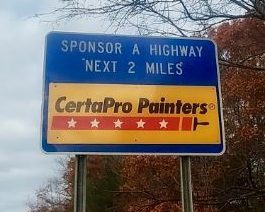 SPONSOR A HIGHWAY
NEXT 2 MILES
CertaPro Painters®